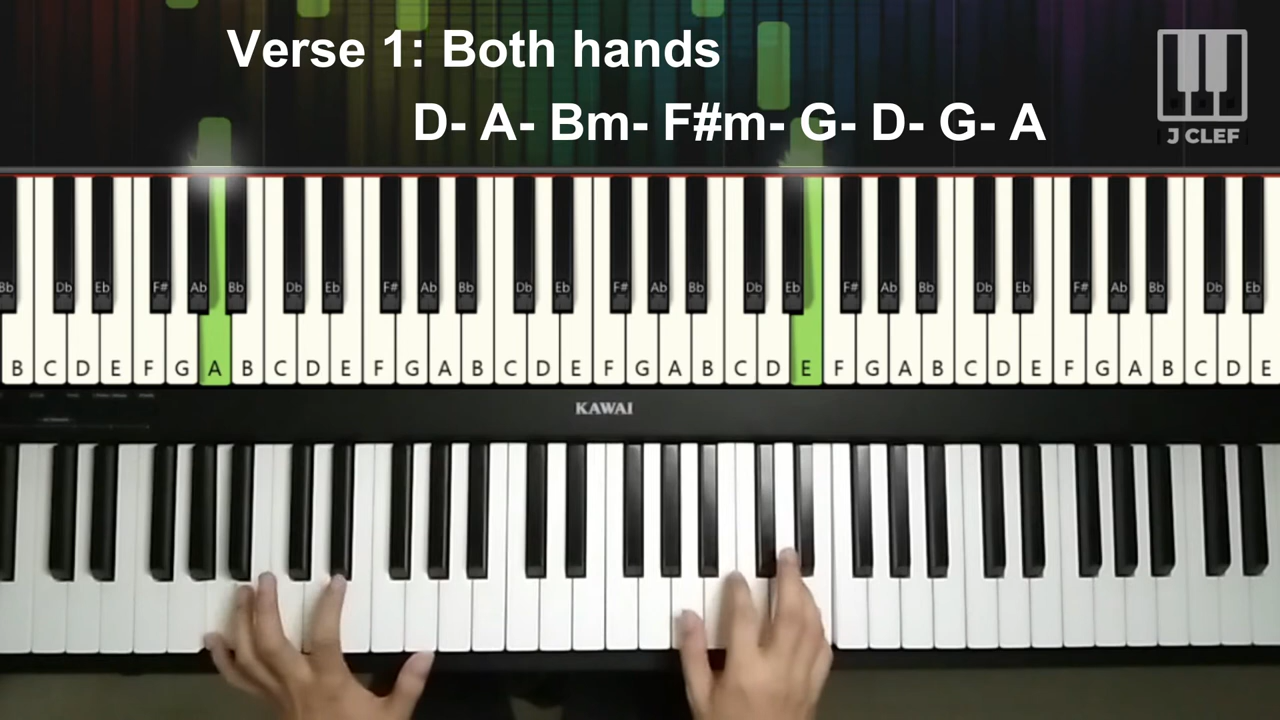 Verse 1: Both hands
D- A- Bm- F#m- G- D- G- A
J CLEF
Bb Db Eb F# Ab Bb Db Eb F# Ab Bb Db Eb F# Ab Bb Db Eb F# Ab Bb Db Eb F# Ab Bb Db Eb
B C D E F G A B C D E F G A B C D E F G A B C D E F G A B C D E F G A B C D E
KAWAI